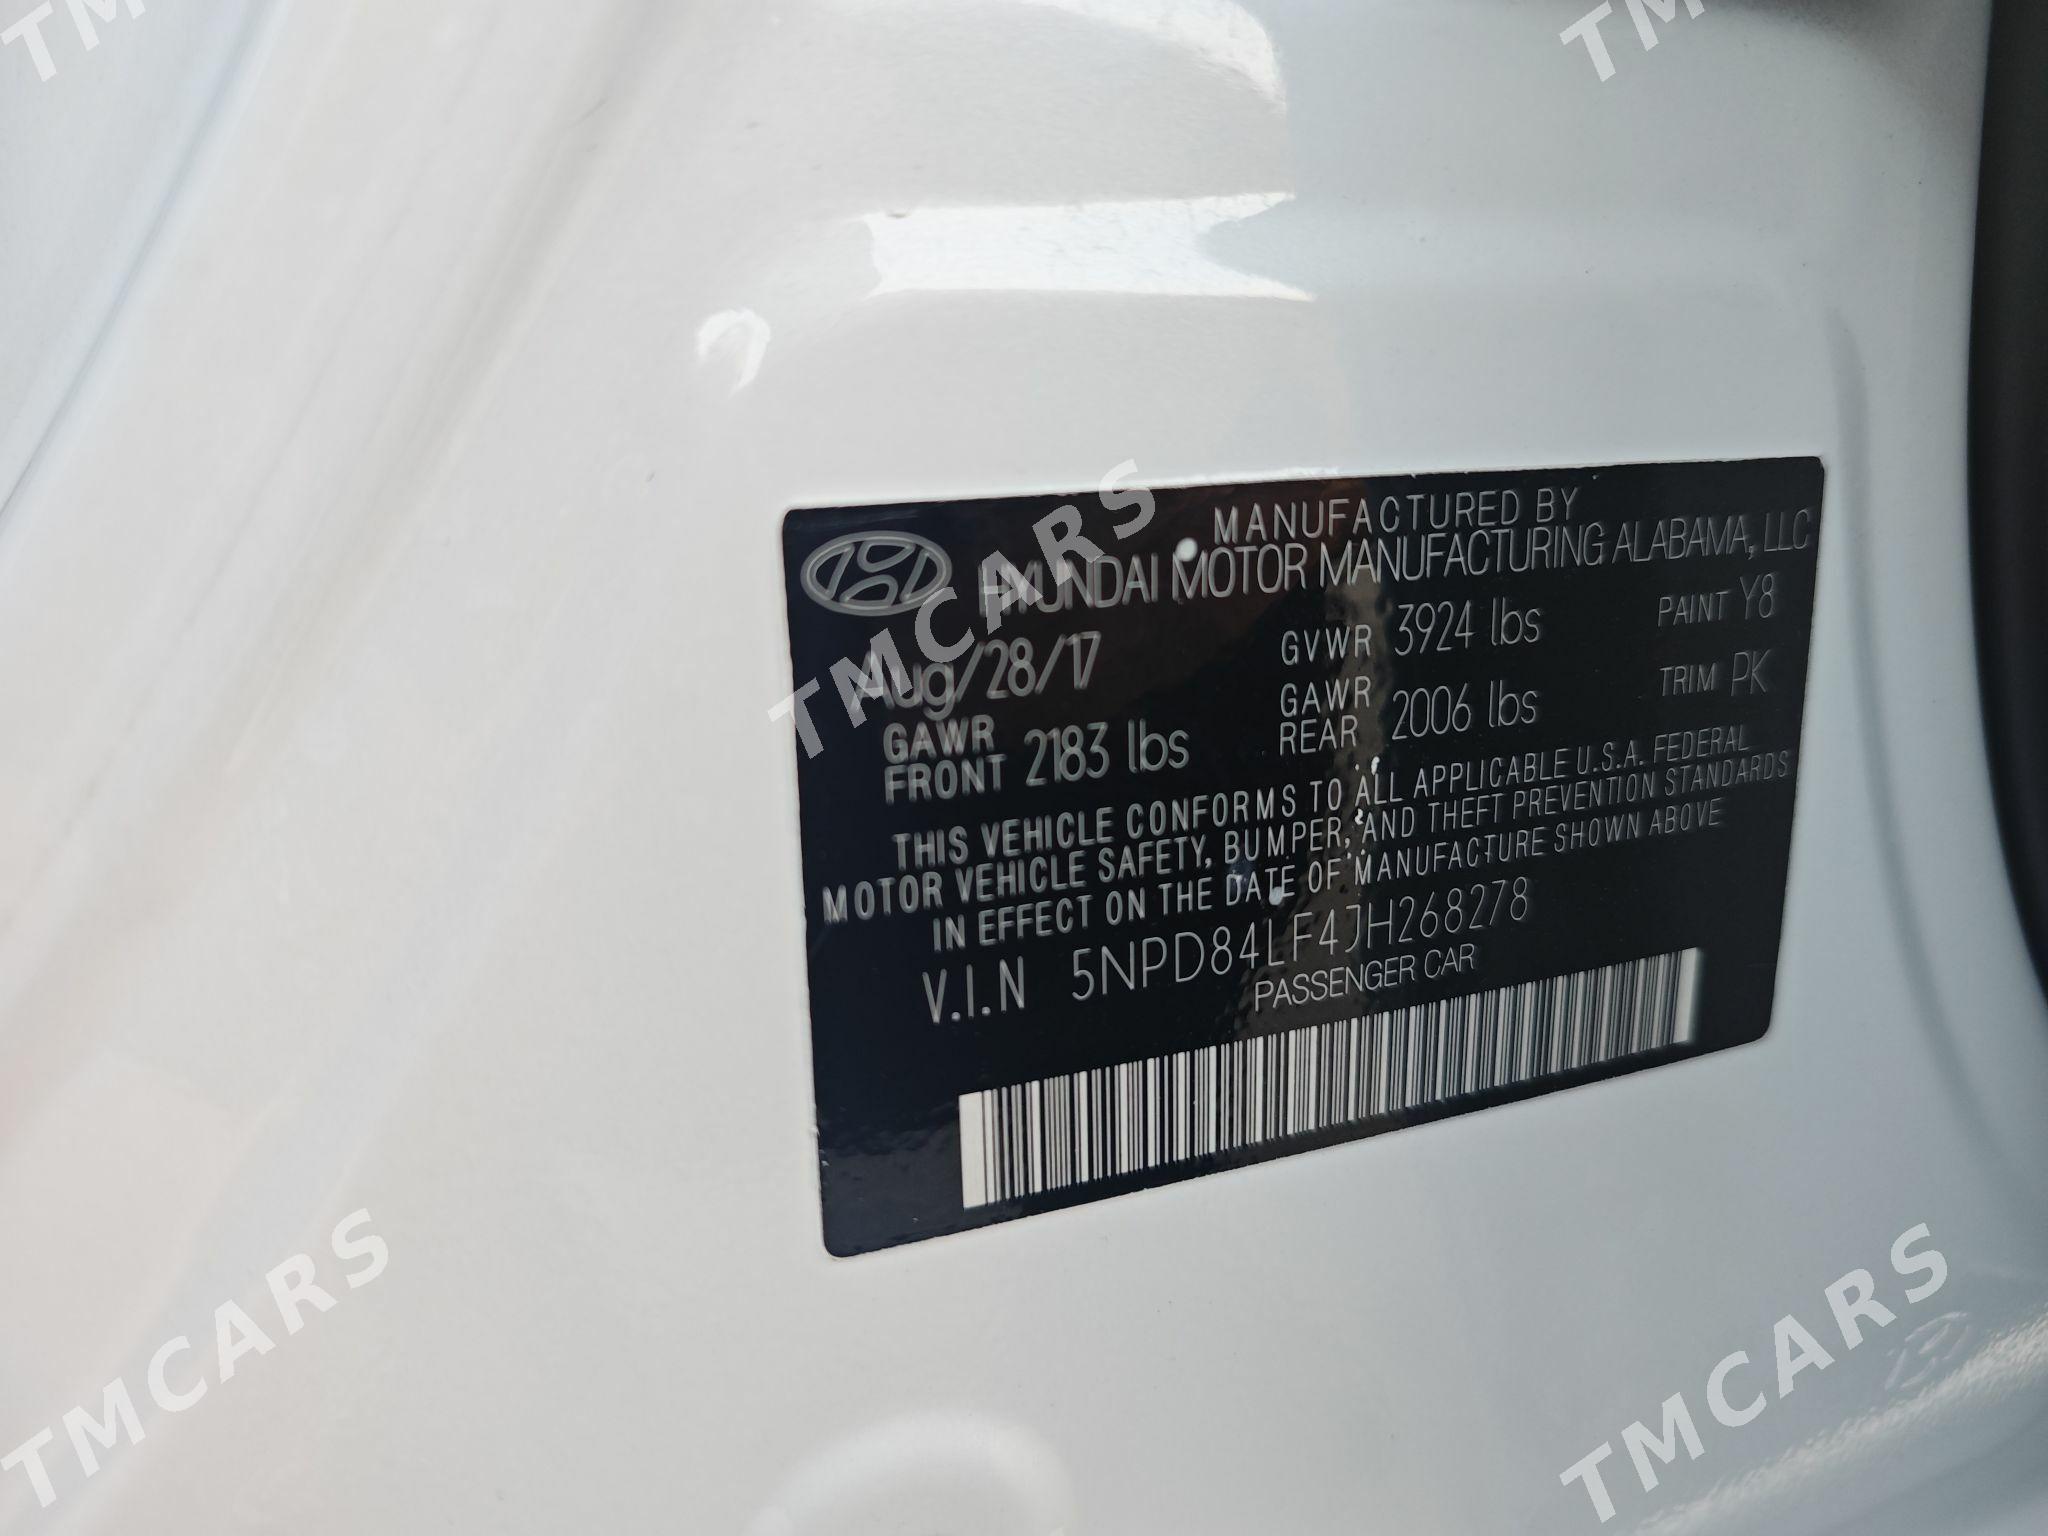 TMCARS
TMCARS
MANUFACTURED BY
HYUNDAI MOTOR MANUFACTURING ALABAMA, LLC
Aug/28/17 GVWR 3924 lbs PAINT Y8
GAWR FRONT 2183 lbs GAWR REAR 2006 lbs TRIM PK
THIS VEHICLE CONFORMS TO ALL APPLICABLE U.S.A. FEDERAL
MOTOR VEHICLE SAFETY, BUMPER, AND THEFT PREVENTION STANDARDS
IN EFFECT ON THE DATE OF MANUFACTURE SHOWN ABOVE
V.I.N 5NPD84LF4JH268278
PASSENGER CAR
TMCARS
TMCARS
TMCARS